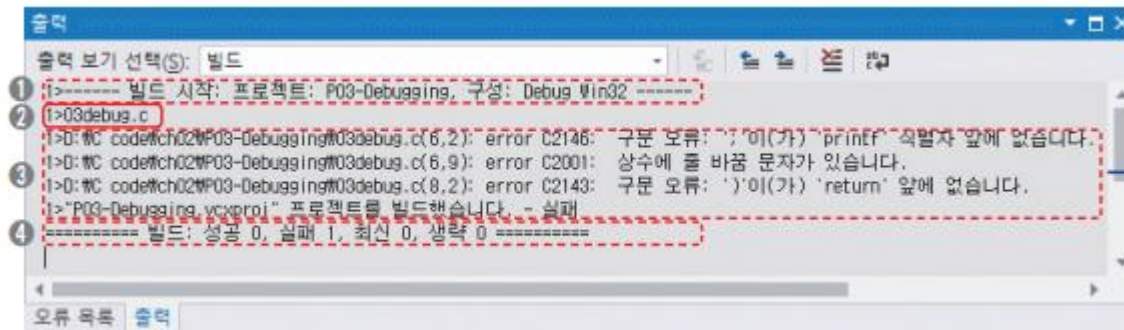 출력
출력 보기 선택(S): 빌드
❶ 1>------ 빌드 시작: 프로젝트: P03-Debugging, 구성: Debug Win32 ------
❷ 1>03debug.c
1>D:₩C code₩ch02₩P03-Debugging₩03debug.c(6,2): error C2146: 구문 오류: ';'이(가) 'printf' 식별자 앞에 없습니다.
1>D:₩C code₩ch02₩P03-Debugging₩03debug.c(6,9): error C2001: 상수에 줄 바꿈 문자가 있습니다.
❸ 1>D:₩C code₩ch02₩P03-Debugging₩03debug.c(8,2): error C2143: 구문 오류: ')'이(가) 'return' 앞에 없습니다.
1>"P03-Debugging.vcxproj" 프로젝트를 빌드했습니다. - 실패
❹ ========== 빌드: 성공 0, 실패 1, 최신 0, 생략 0 ==========
오류 목록 출력